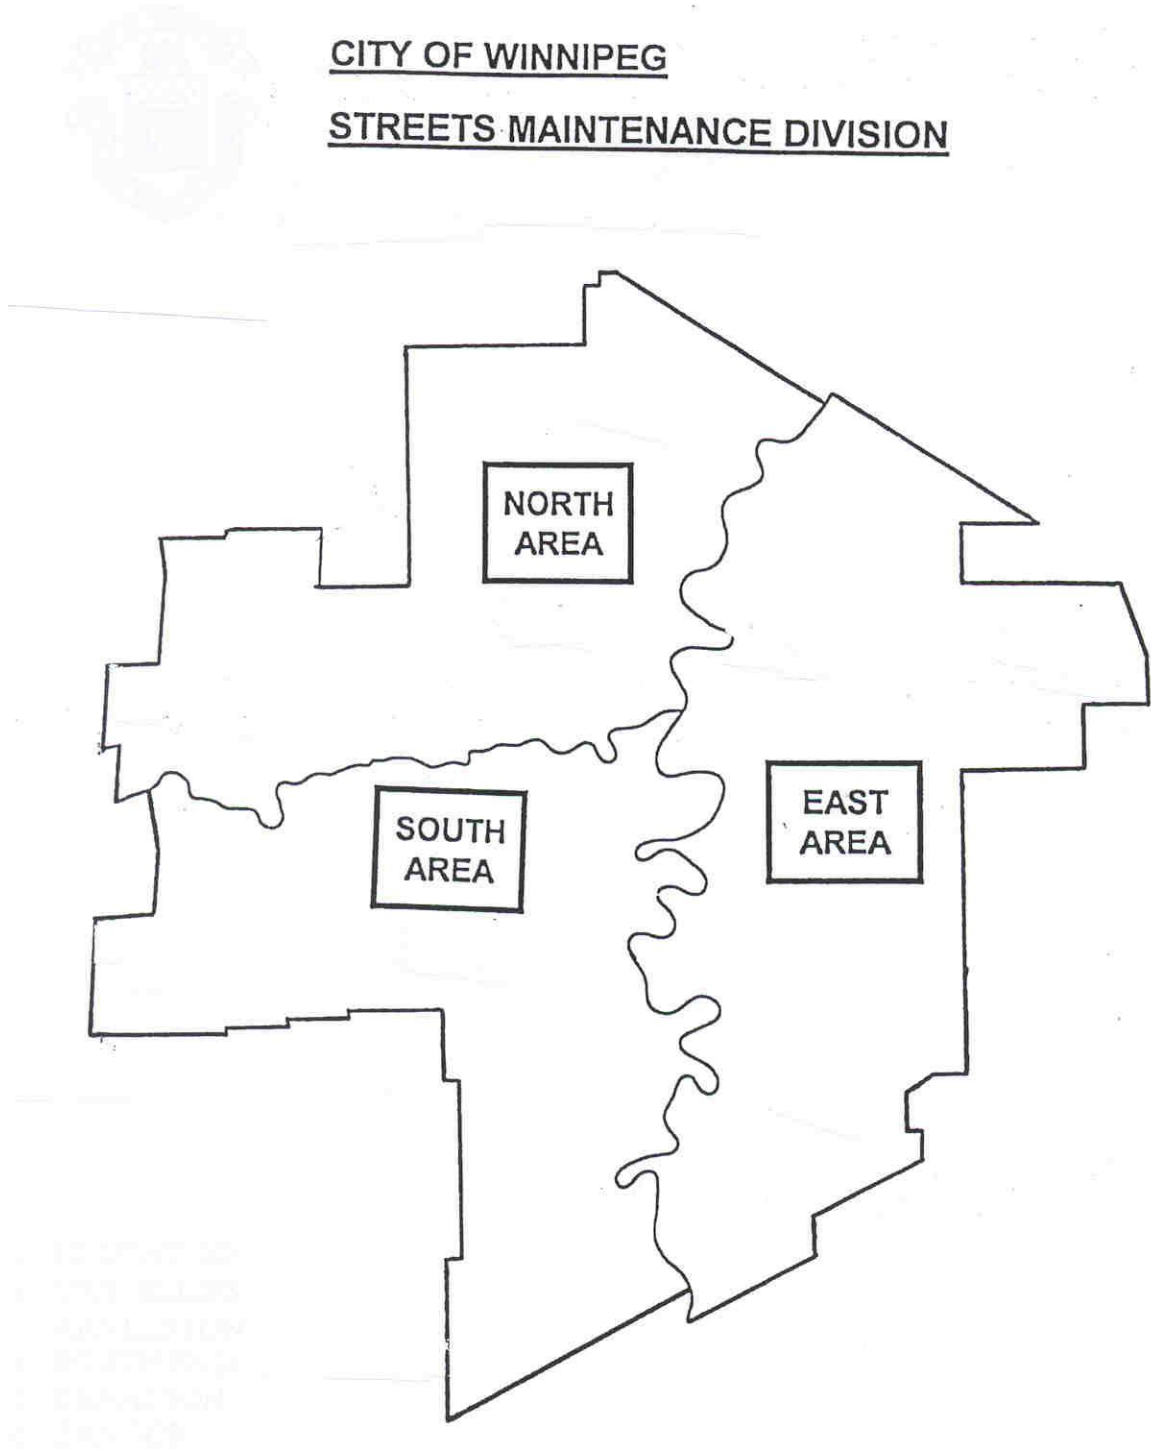 CITY OF WINNIPEG
STREETS MAINTENANCE DIVISION
NORTH
AREA
EAST
AREA
SOUTH
AREA